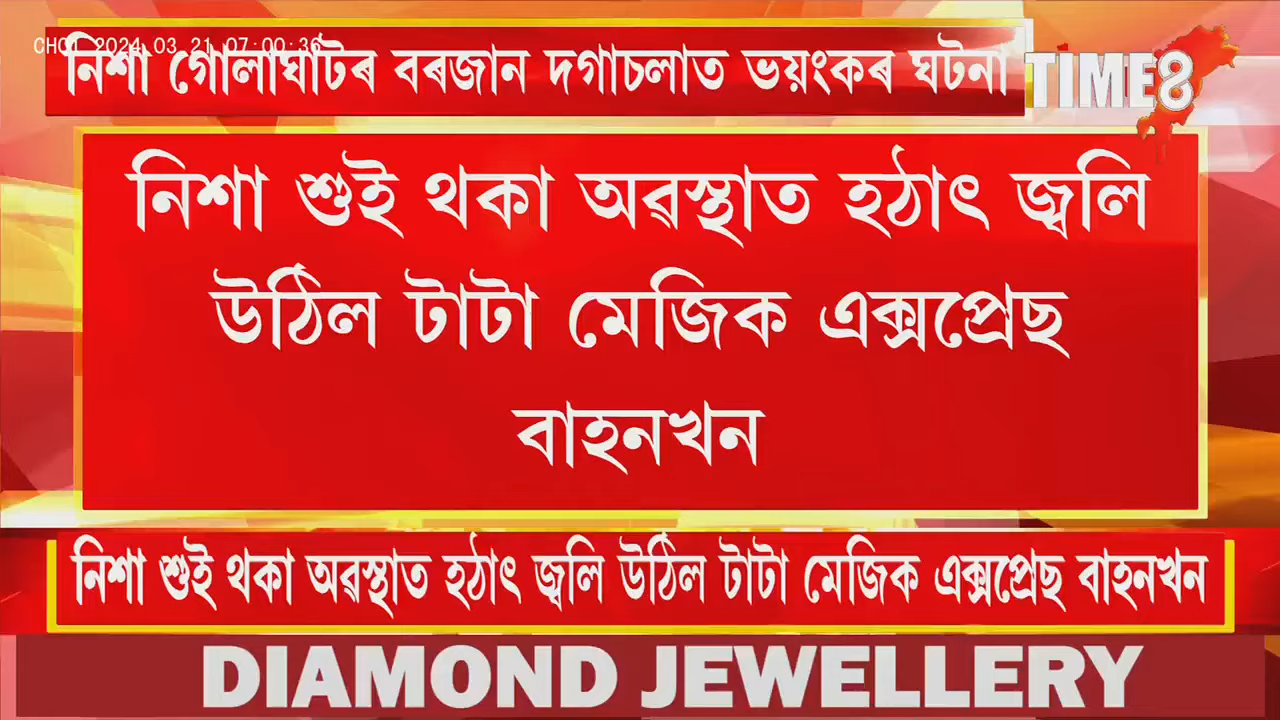 CH01 2024 03 21 07:00:36
নিশা গোলাঘাটৰ বৰজান দগাচলাত ভয়ংকৰ ঘটনা
TIME8
নিশা শুই থকা অৱস্থাত হঠাৎ জ্বলি
উঠিল টাটা মেজিক এক্সপ্ৰেছ
বাহনখন
নিশা শুই থকা অৱস্থাত হঠাৎ জ্বলি উঠিল টাটা মেজিক এক্সপ্ৰেছ বাহনখন
DIAMOND JEWELLERY